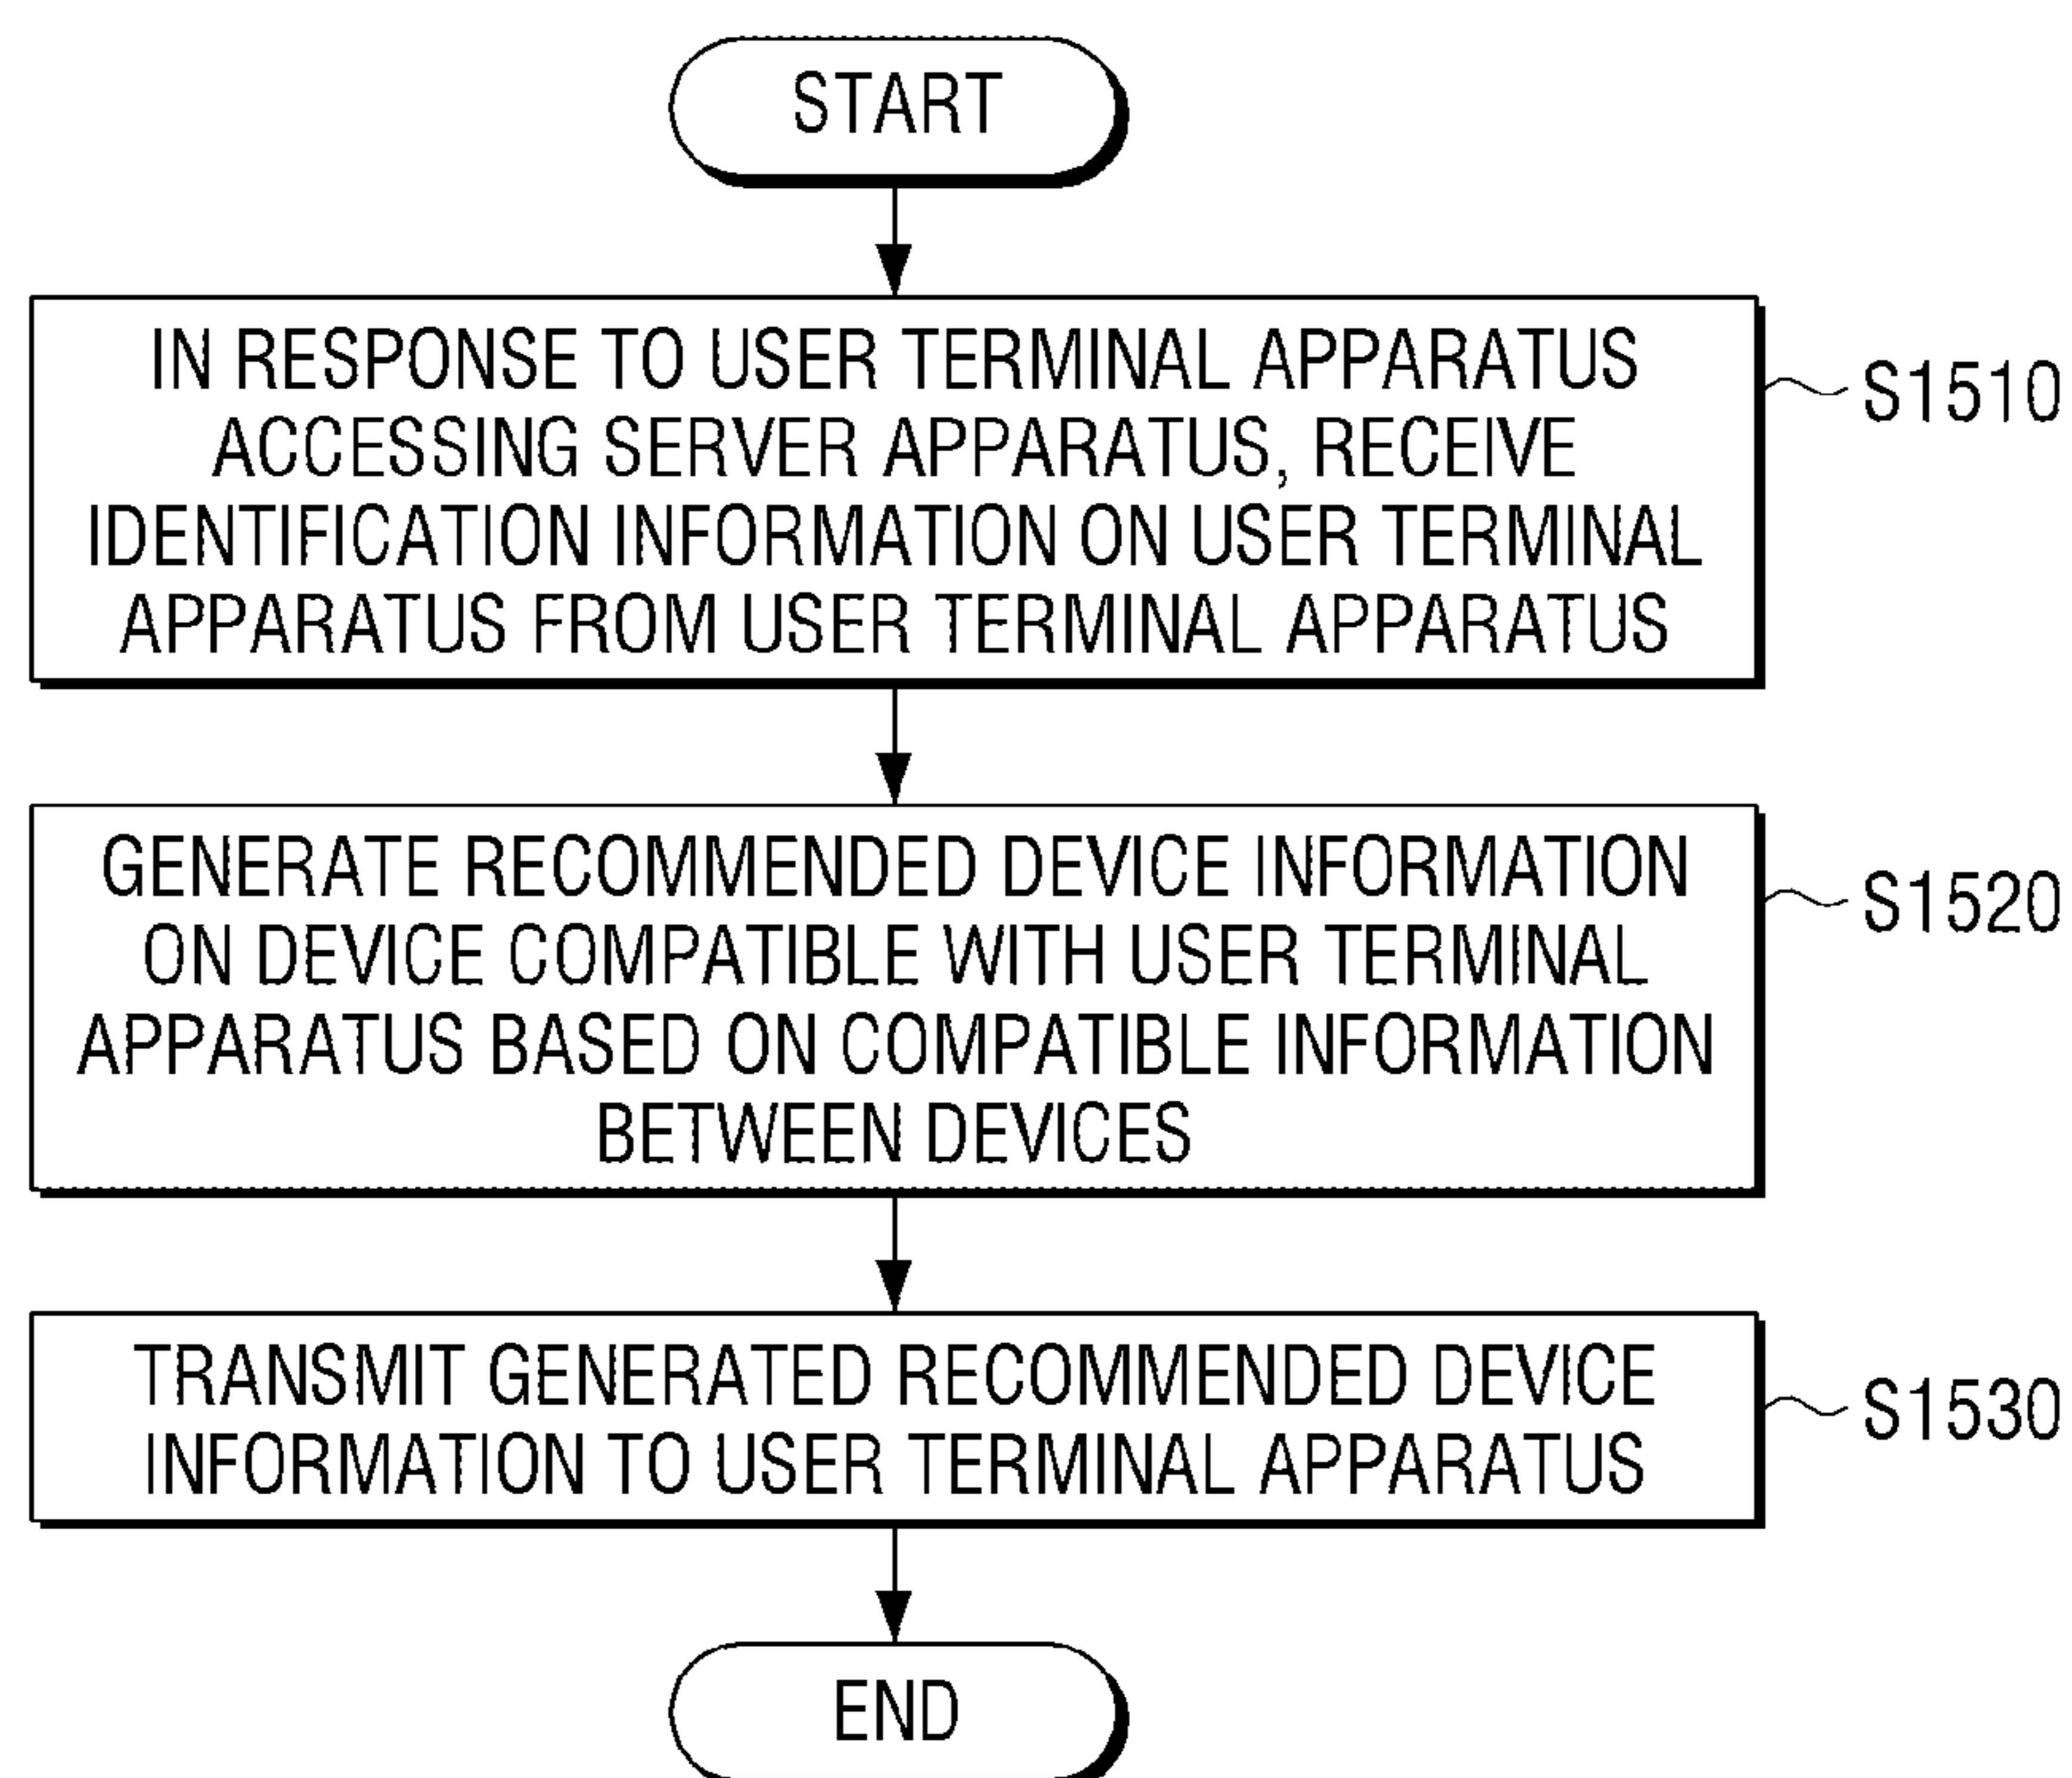 START
IN RESPONSE TO USER TERMINAL APPARATUS
ACCESSING SERVER APPARATUS, RECEIVE
IDENTIFICATION INFORMATION ON USER TERMINAL
APPARATUS FROM USER TERMINAL APPARATUS
S1510
GENERATE RECOMMENDED DEVICE INFORMATION
ON DEVICE COMPATIBLE WITH USER TERMINAL
APPARATUS BASED ON COMPATIBLE INFORMATION
BETWEEN DEVICES
S1520
TRANSMIT GENERATED RECOMMENDED DEVICE
INFORMATION TO USER TERMINAL APPARATUS
S1530
END